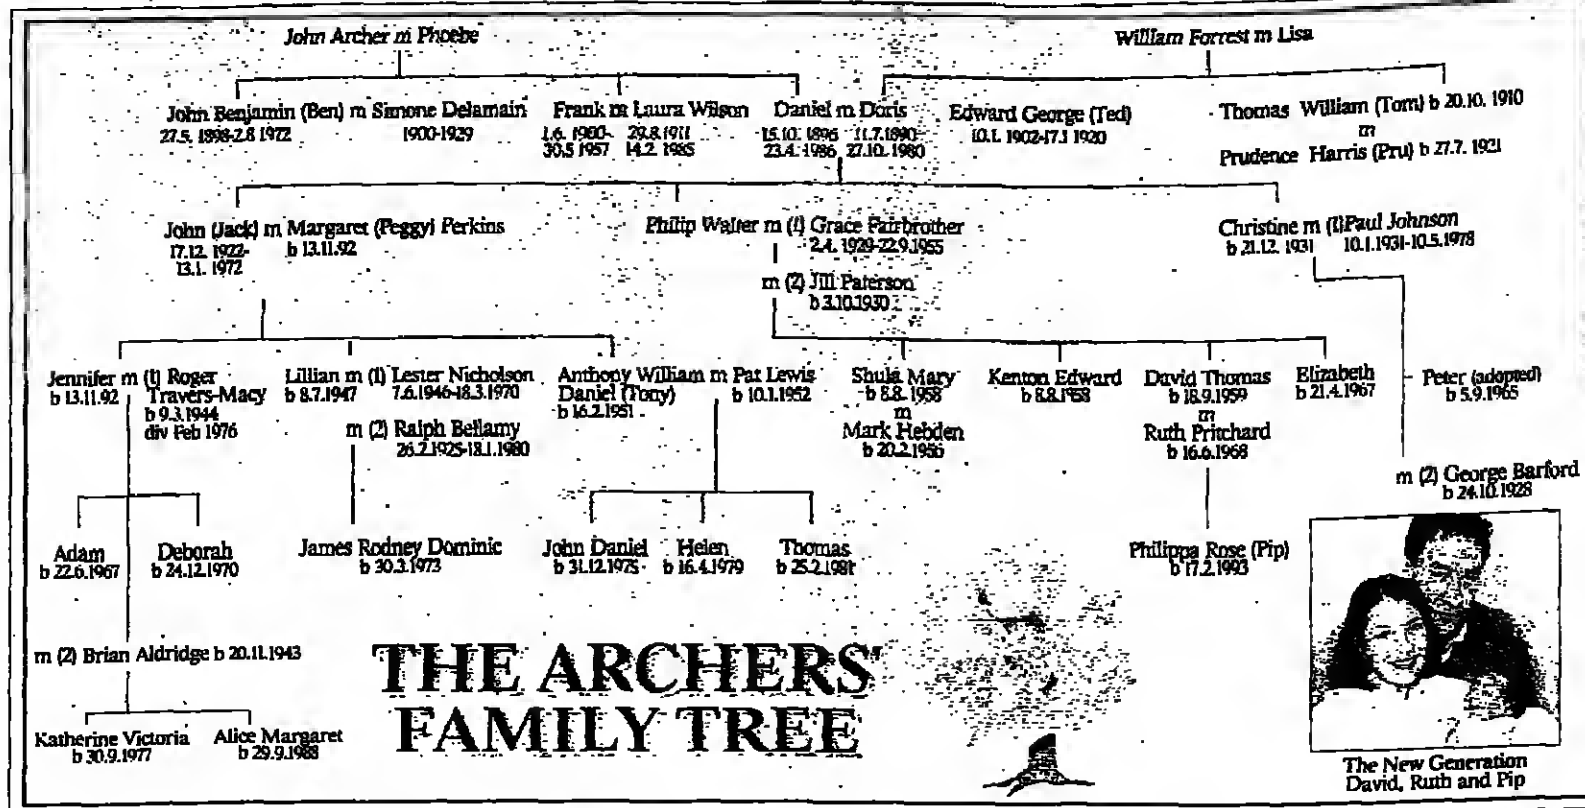 John Archer m Phoebe
William Forrest m Lisa
John Benjamin (Ben) m Simone Delamain
27.5. 1898-2.8 1972
1900-1929
Frank m Laura Wilson
1.6. 1900- 29.8.1911
30.5 1957 14.2. 1985
Daniel m Doris
15.10. 1896 11.7.1890-
23.4. 1986 27.10. 1980
Edward George (Ted)
10.1. 1902-17.1 1920
Thomas William (Tom) b 20.10. 1910
m
Prudence Harris (Pru) b 27.7. 1921
John (Jack) m Margaret (Peggy) Perkins
17.12. 1922-
13.1. 1972
b 13.11.92
Philip Walter m (1) Grace Fairbrother
2.4. 1929-22.9.1955
m (2) Jill Paterson
b 3.10.1930
Christine m (1) Paul Johnson
b 21.12. 1931 10.1.1931-10.5.1978
Jennifer m (1) Roger
b 13.11.92 Travers-Macy
b 9.3.1944
div Feb 1976
Lillian m (1) Lester Nicholson
b 8.7.1947 7.6.1946-18.3.1970
m (2) Ralph Bellamy
26.2.1925-18.1.1980
Anthony William m Pat Lewis
Daniel (Tony) b 10.1.1952
b 16.2.1951
Shula Mary
b 8.8. 1958
m
Mark Hebden
b 20.2.1956
Kenton Edward
b 8.8.1958
David Thomas
b 18.9.1959
m
Ruth Pritchard
b 16.6.1968
Elizabeth
b 21.4.1967
Peter (adopted)
b 5.9.1965
m (2) George Barford
b 24.10.1928
Adam
b 22.6.1967
Deborah
b 24.12.1970
James Rodney Dominic
b 30.3.1973
John Daniel
b 31.12.1975
Helen
b 16.4.1979
Thomas
b 25.2.1981
Philippa Rose (Pip)
b 17.2.1993
m (2) Brian Aldridge b 20.11.1943
Katherine Victoria
b 30.9.1977
Alice Margaret
b 29.9.1988
THE ARCHERS'
FAMILY TREE
The New Generation
David, Ruth and Pip